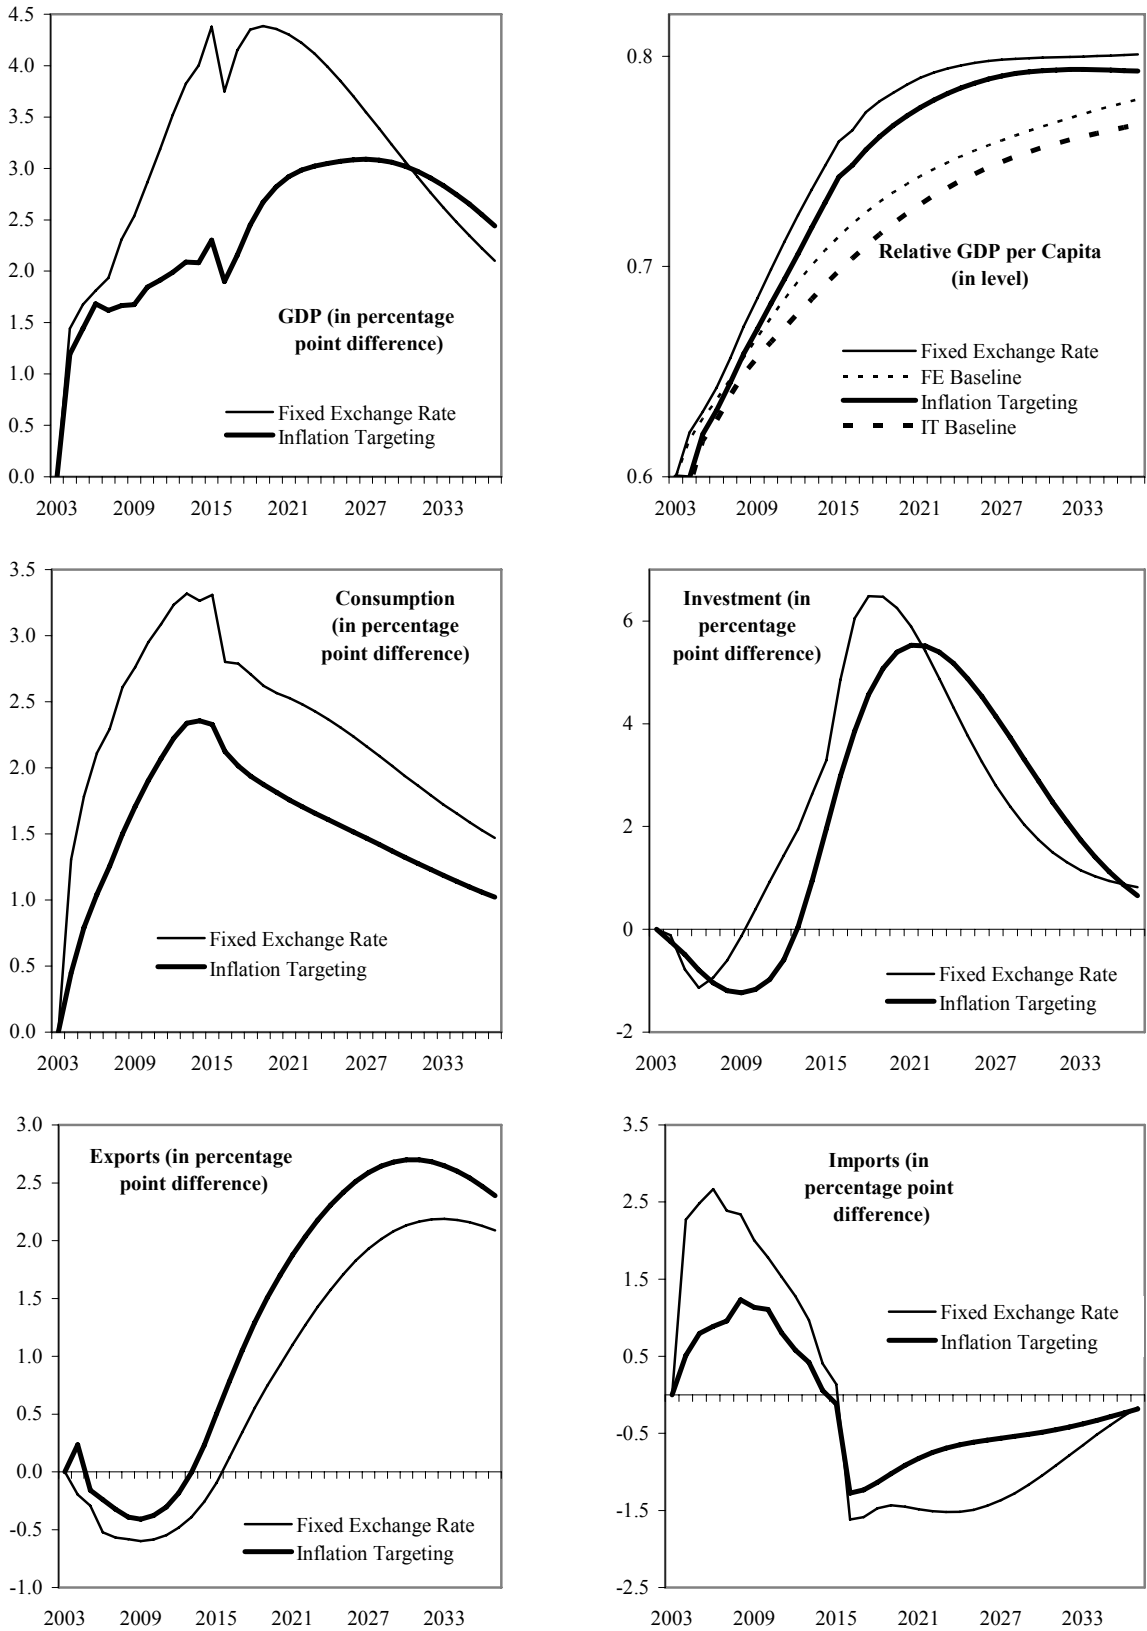 4.5
4.0
3.5
3.0
2.5
2.0
1.5
1.0
0.5
0.0
GDP (in percentage
point difference)
Fixed Exchange Rate
Inflation Targeting
2003 2009 2015 2021 2027 2033
0.8
0.7
0.6
Relative GDP per Capita
(in level)
Fixed Exchange Rate
FE Baseline
Inflation Targeting
IT Baseline
2003 2009 2015 2021 2027 2033
3.5
3.0
2.5
2.0
1.5
1.0
0.5
0.0
Consumption
(in percentage
point difference)
Fixed Exchange Rate
Inflation Targeting
2003 2009 2015 2021 2027 2033
6
4
2
0
-2
Investment (in
percentage
point difference)
Fixed Exchange Rate
Inflation Targeting
2003 2009 2015 2021 2027 2033
3.0
2.5
2.0
1.5
1.0
0.5
0.0
-0.5
-1.0
Exports (in percentage
point difference)
Fixed Exchange Rate
Inflation Targeting
2003 2009 2015 2021 2027 2033
3.5
2.5
1.5
0.5
-0.5
-1.5
-2.5
Imports (in
percentage point
difference)
Fixed Exchange Rate
Inflation Targeting
2003 2009 2015 2021 2027 2033